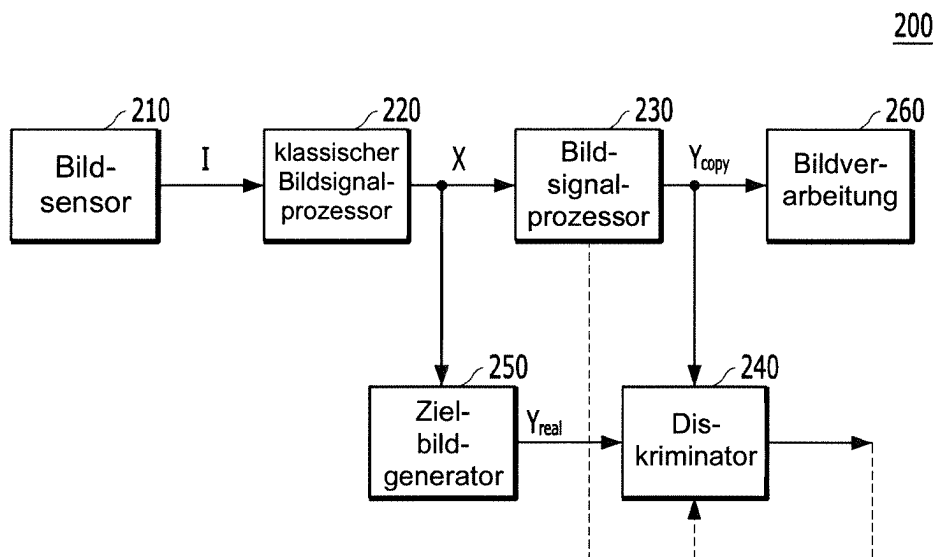 200
210
220
230
260
Bild-
sensor
I
klassischer
Bildsignal-
prozessor
X
Bild-
signal-
prozessor
Ycopy
Bildver-
arbeitung
250
240
Ziel-
bild-
generator
Yreal
Dis-
kriminator